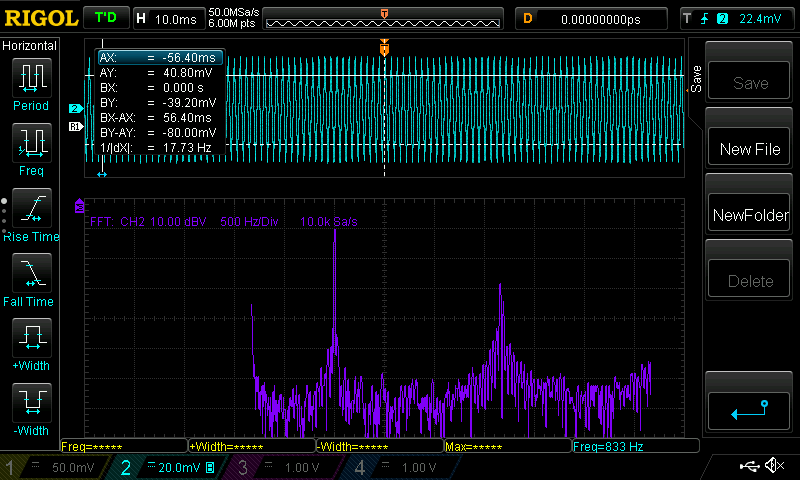 RIGOL T'D H 10.0ms 50.0MSa/s 6.00M pts T D 0.00000000ps T 2 22.4mV
Horizontal
Period
Freq
Rise Time
Fall Time
+Width
-Width
AX: = -56.40ms
AY: = 40.80mV
BX: = 0.000 s
BY: = -39.20mV
BX-AX: = 56.40ms
BY-AY: = -80.00mV
1/|dX|: = 17.73 Hz
T
2
R1
FFT: CH2 10.00 dBV 500 Hz/Div 10.0k Sa/s
Save
Save
New File
NewFolder
Delete
Freq=***** +Width=***** -Width=***** Max=***** Freq=833 Hz
1 = 50.0mV 2 = 20.0mV B 3 = 1.00 V 4 = 1.00 V